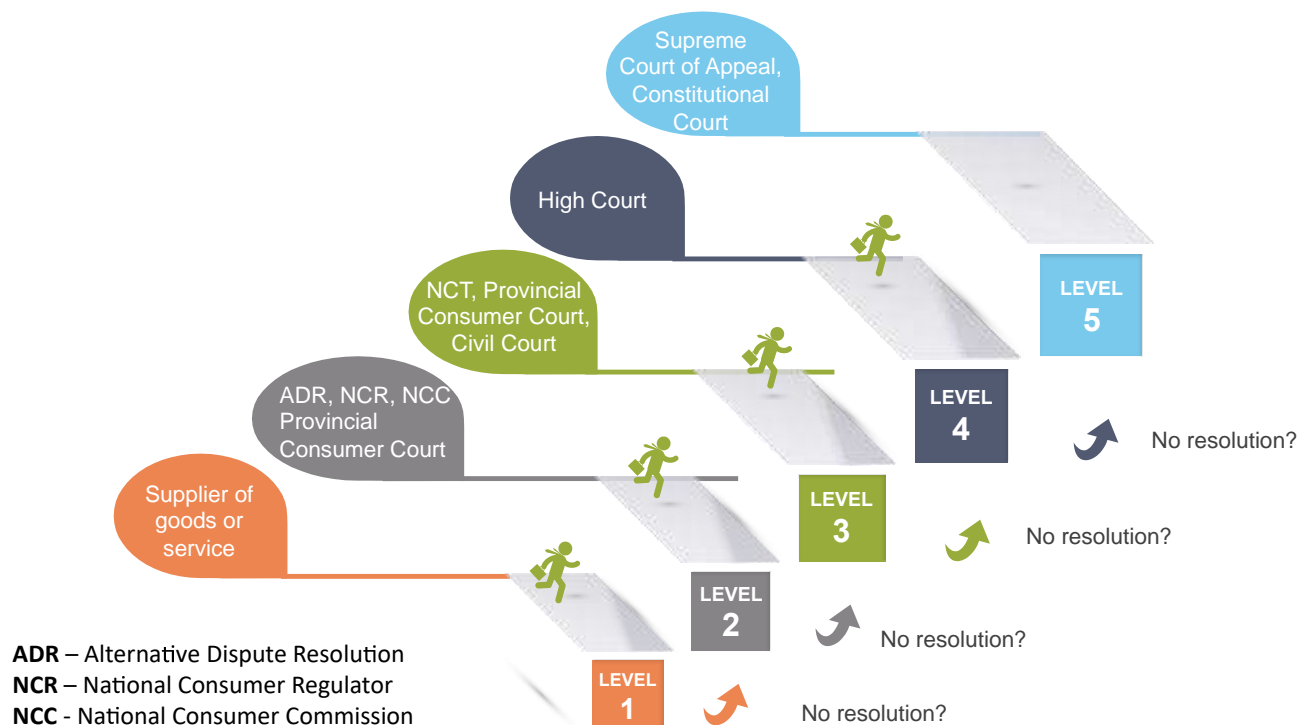 Supreme
Court of Appeal,
Constitutional
Court
High Court
NCT, Provincial
Consumer Court,
Civil Court
ADR, NCR, NCC
Provincial
Consumer Court
Supplier of
goods or
service
LEVEL
5
LEVEL
4
No resolution?
LEVEL
3
No resolution?
LEVEL
2
No resolution?
LEVEL
1
No resolution?
ADR – Alternative Dispute Resolution
NCR – National Consumer Regulator
NCC - National Consumer Commission